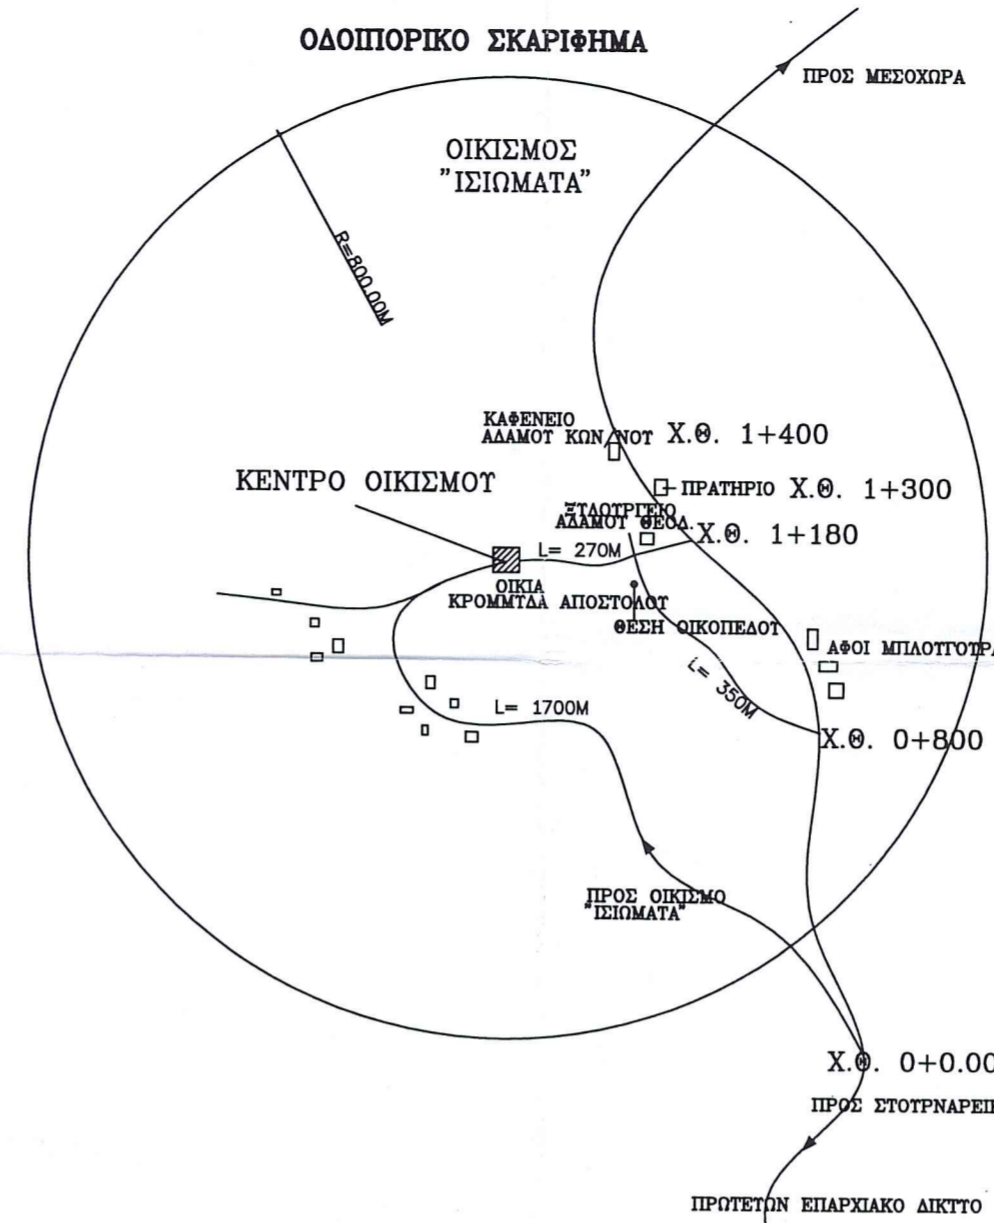 ΟΔΟΙΠΟΡΙΚΟ ΣΚΑΡΙΦΗΜΑ
ΠΡΟΣ ΜΕΣΟΧΩΡΑ
ΟΙΚΙΣΜΟΣ
"ΙΣΙΩΜΑΤΑ"
R=800.00M
ΚΑΦΕΝΕΙΟ
ΑΔΑΜΟΥ ΚΩΝ/ΝΟΥ
Χ.Θ. 1+400
ΚΕΝΤΡΟ ΟΙΚΙΣΜΟΥ
ΠΡΑΤΗΡΙΟ
Χ.Θ. 1+300
ΞΥΛΟΥΡΓΕΙΟ
ΑΔΑΜΟΥ ΘΕΟΔ.
Χ.Θ. 1+180
L= 270M
ΟΙΚΙΑ
ΚΡΟΜΜΥΔΑ ΑΠΟΣΤΟΛΟΥ
ΘΕΣΗ ΟΙΚΟΠΕΔΟΥ
ΑΦΟΙ ΜΠΛΟΥΓΟΥΡΑ
L= 350M
L= 1700M
Χ.Θ. 0+800
ΠΡΟΣ ΟΙΚΙΣΜΟ
"ΙΣΙΩΜΑΤΑ"
Χ.Θ. 0+0.00
ΠΡΟΣ ΣΤΟΥΡΝΑΡΕΙΚ
ΠΡΩΤΕΥΩΝ ΕΠΑΡΧΙΑΚΟ ΔΙΚΤΥΟ